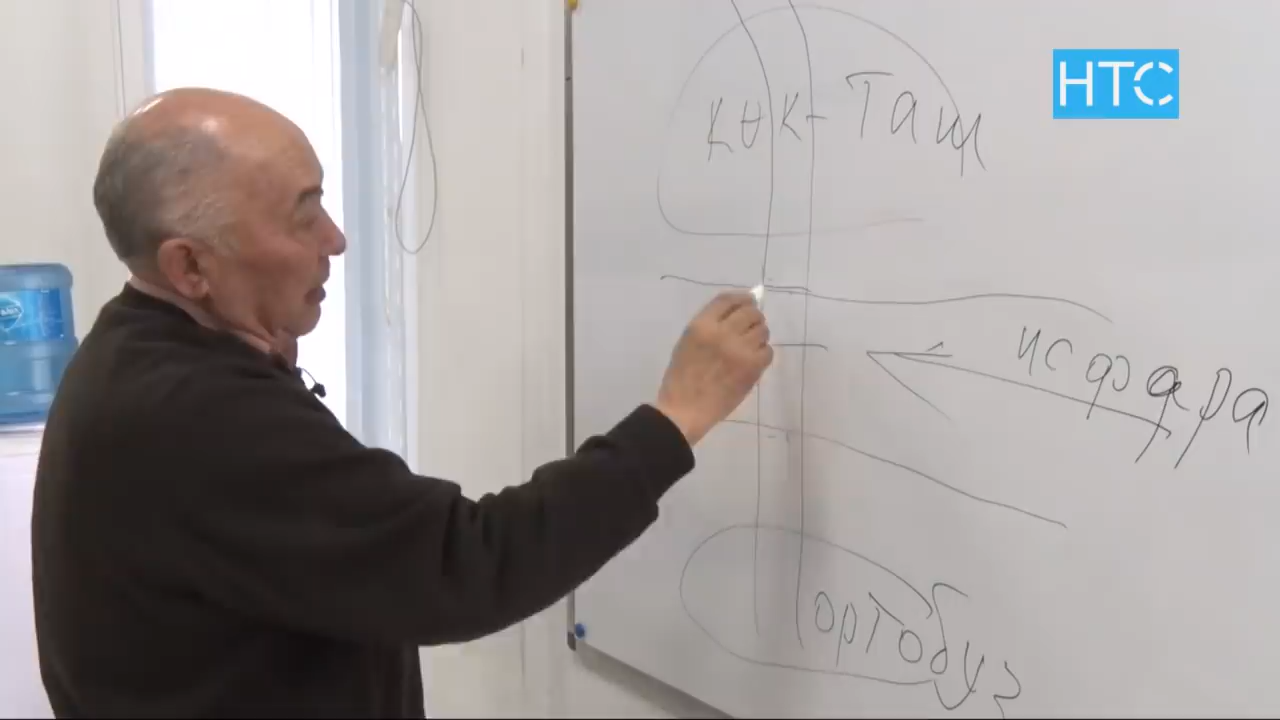 НТС
Көк-Таш
исфара
ортобуз